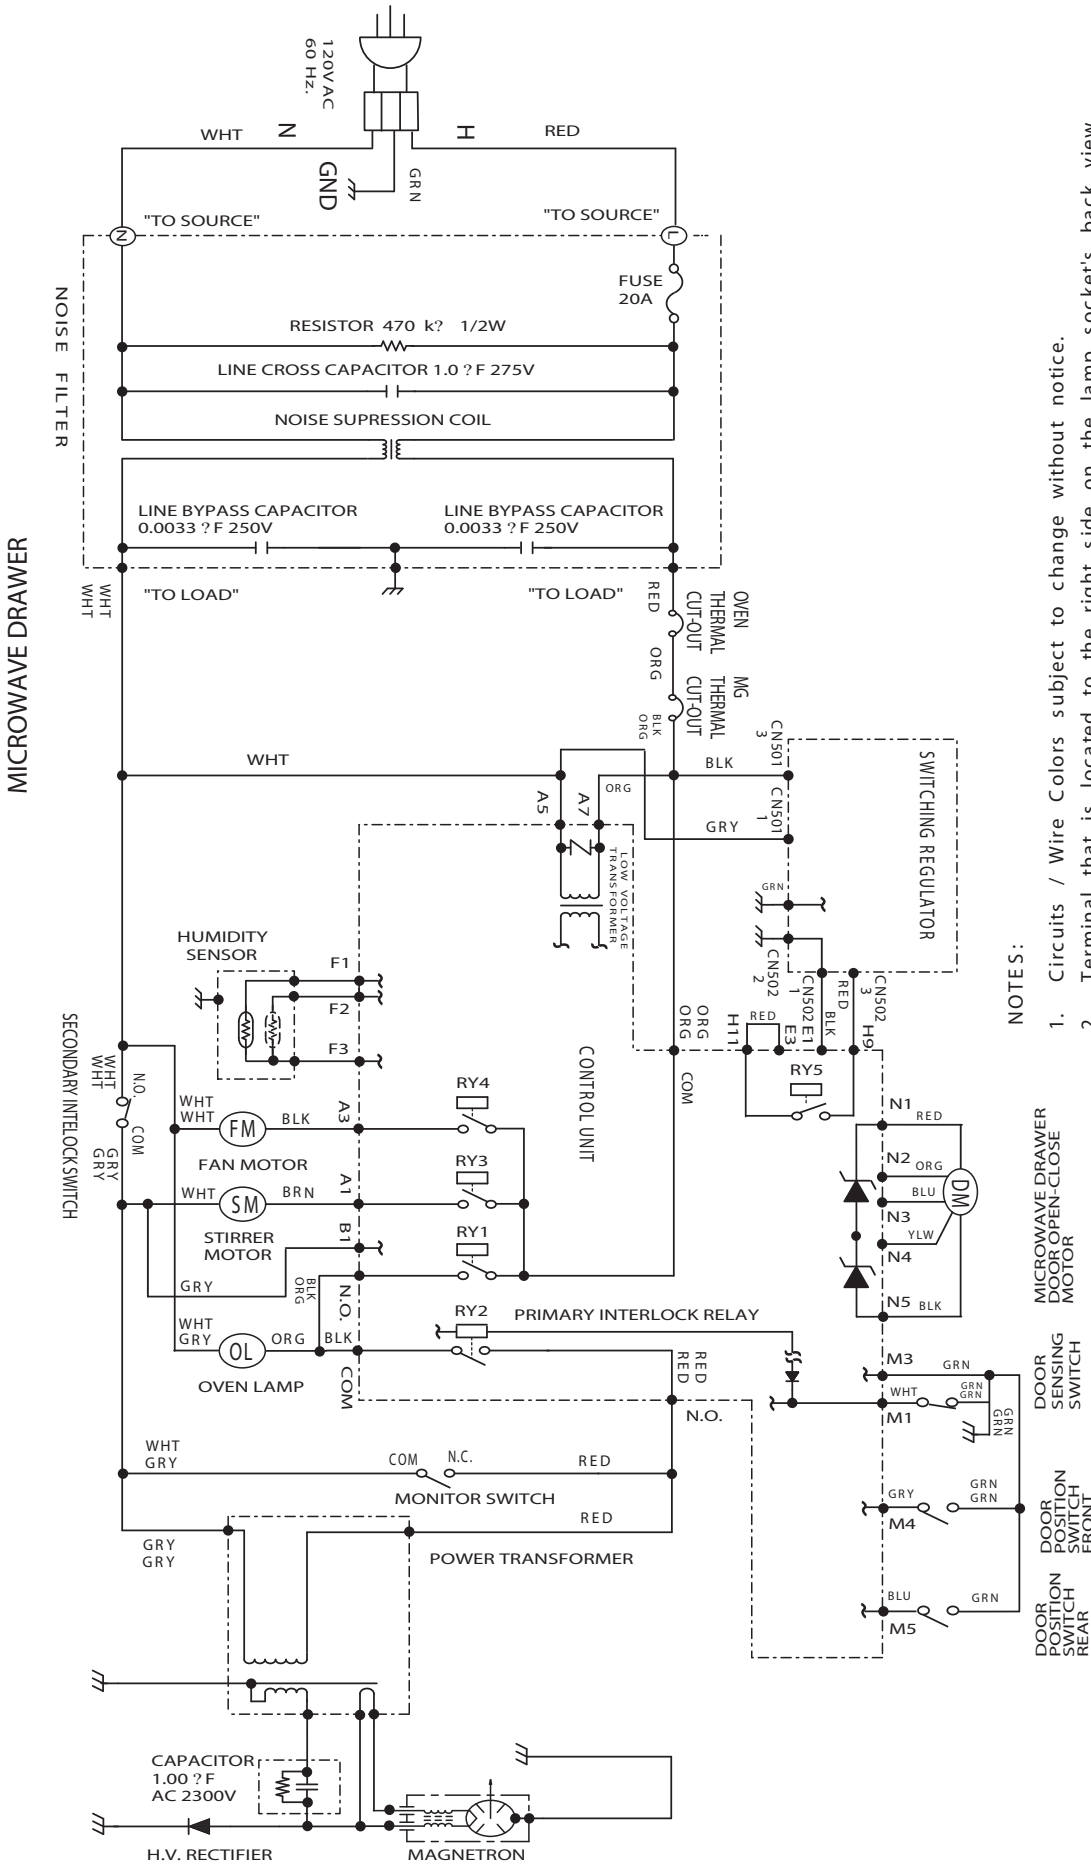 MICROWAVE DRAWER
120V AC
60 Hz.
WHT
N
H
RED
GND
GRN
"TO SOURCE"
"TO SOURCE"
N
L
NOISE FILTER
FUSE
20A
RESISTOR 470 k? 1/2W
LINE CROSS CAPACITOR 1.0 ?F 275V
NOISE SUPRESSION COIL
LINE BYPASS CAPACITOR
0.0033 ?F 250V
LINE BYPASS CAPACITOR
0.0033 ?F 250V
WHT
WHT
"TO LOAD"
"TO LOAD"
RED
OVEN
THERMAL
CUT-OUT
ORG
MG
THERMAL
CUT-OUT
BLK
ORG
WHT
BLK
CN501
3
A5
A7
ORG
CN501
1
GRY
SWITCHING REGULATOR
LOW VOLTAGE
TRANSFORMER
GRN
CN502
2
CN502
1
CN502
3
RED
BLK
HUMIDITY
SENSOR
F1
F2
F3
ORG
ORG
H11
RED
E3
E1
H9
COM
RY5
CONTROL UNIT
SECONDARY INTELOCK SWITCH
WHT
WHT
N.O.
COM
GRY
GRY
WHT
WHT
FM
BLK
A3
RY4
FAN MOTOR
WHT
SM
BRN
A1
RY3
STIRRER
MOTOR
B1
RY1
GRY
BLK
ORG
N.O.
WHT
GRY
OL
ORG
BLK
COM
OVEN LAMP
RY2
PRIMARY INTERLOCK RELAY
RED
RED
N.O.
N1
RED
N2
ORG
BLU
N3
YLW
N4
N5
BLK
DM
MICROWAVE DRAWER
DOOR OPEN-CLOSE
MOTOR
M3
GRN
WHT
M1
GRN
GRN
GRN
GRN
DOOR
SENSING
SWITCH
GRY
M4
GRN
GRN
DOOR
POSITION
SWITCH
FRONT
BLU
M5
GRN
DOOR
POSITION
SWITCH
REAR
WHT
GRY
COM
N.C.
RED
MONITOR SWITCH
GRY
GRY
RED
POWER TRANSFORMER
CAPACITOR
1.00 ?F
AC 2300V
H.V. RECTIFIER
MAGNETRON
NOTES:
1. Circuits / Wire Colors subject to change without notice.
2. Terminal that is located to the right side on the lamp socket's back view